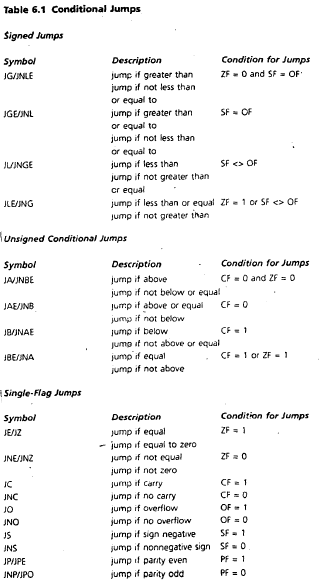 Table 6.1 Conditional Jumps
Signed Jumps
Symbol Description Condition for Jumps
JG/JNLE jump if greater than ZF = 0 and SF = OF
jump if not less than
or equal to
JGE/JNL jump if greater than SF = OF
or equal to
jump if not less than
or equal to
JL/JNGE jump if less than SF <> OF
jump if not greater than
or equal
JLE/JNG jump if less than or equal ZF = 1 or SF <> OF
jump if not greater than
Unsigned Conditional Jumps
Symbol Description Condition for Jumps
JA/JNBE jump if above CF = 0 and ZF = 0
jump if not below or equal
JAE/JNB jump if above or equal CF = 0
jump if not below
JB/JNAE jump if below CF = 1
jump if not above or equal
JBE/JNA jump if equal CF = 1 or ZF = 1
jump if not above
Single-Flag Jumps
Symbol Description Condition for Jumps
JE/JZ jump if equal ZF = 1
jump if equal to zero
JNE/JNZ jump if not equal ZF = 0
jump if not zero
JC jump if carry CF = 1
JNC jump if no carry CF = 0
JO jump if overflow OF = 1
JNO jump if no overflow OF = 0
JS jump if sign negative SF = 1
JNS jump if nonnegative sign SF = 0
JP/JPE jump if parity even PF = 1
JNP/JPO jump if parity odd PF = 0